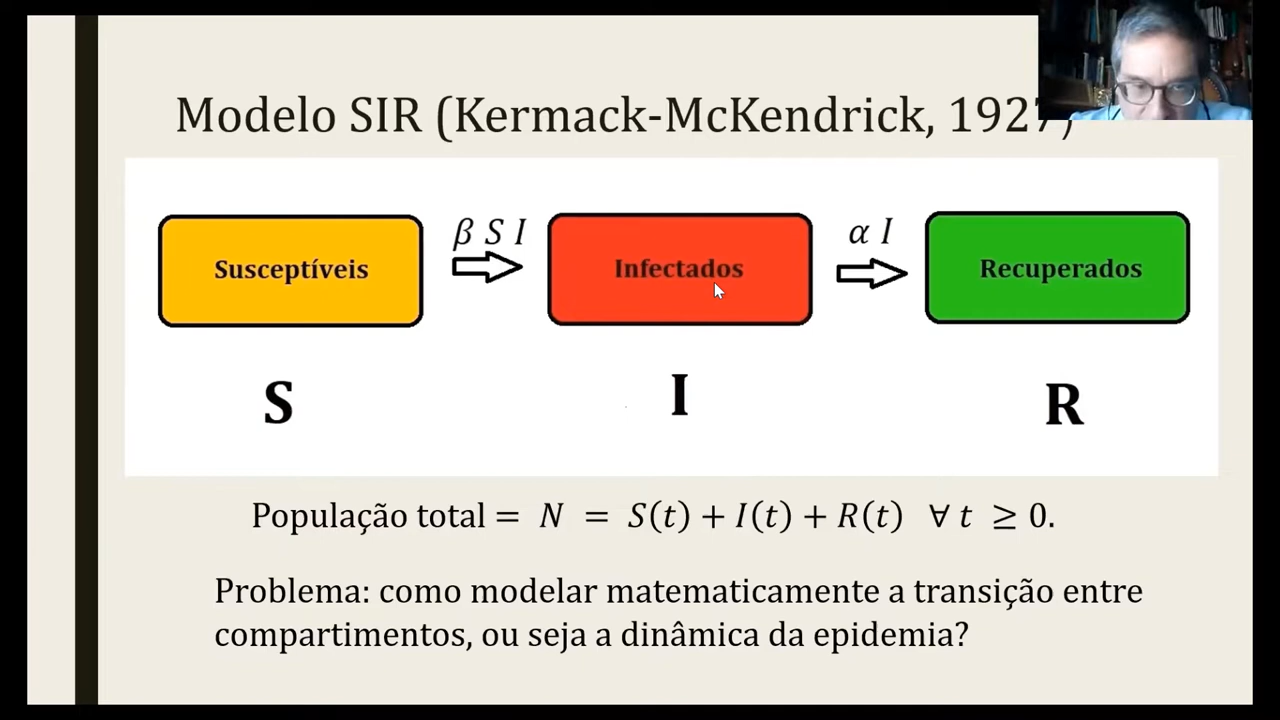 Modelo SIR (Kermack-McKendrick, 1927)
β S I
α I
Susceptíveis
Infectados
Recuperados
S
I
R
População total = N = S(t) + I(t) + R(t) ∀ t ≥ 0.
Problema: como modelar matematicamente a transição entre
compartimentos, ou seja a dinâmica da epidemia?